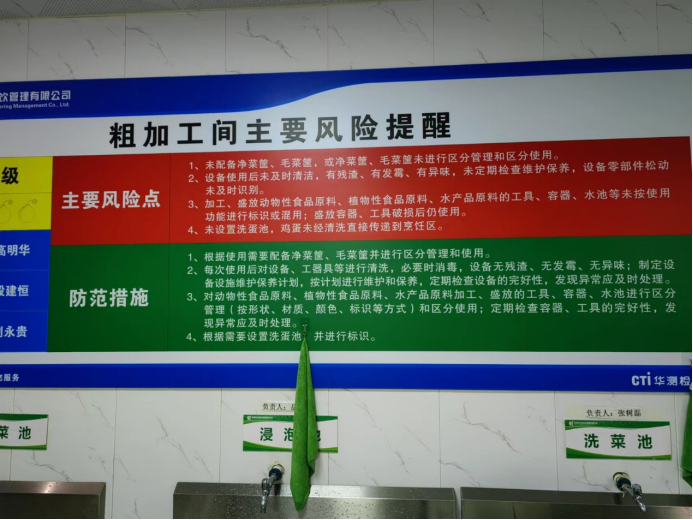 饮管理有限公司
ering Management Co., Ltd.
粗加工间主要风险提醒
级
主要风险点
1、未配备净菜筐、毛菜筐，或净菜筐、毛菜筐未进行区分管理和区分使用。
2、设备使用后未及时清洁，有残渣、有发霉、有异味，未定期检查维护保养，设备零部件松动
未及时识别。
3、加工、盛放动物性食品原料、植物性食品原料、水产品原料的工具、容器、水池等未按使用
功能进行标识或混用；盛放容器、工具破损后仍使用。
4、未设置洗蛋池，鸡蛋未经清洗直接传递到烹饪区。
高明华
建恒
永贵
防范措施
1、根据使用需要配备净菜筐、毛菜筐并进行区分管理和使用。
2、每次使用后对设备、工器具等进行清洗，必要时消毒，设备无残渣、无发霉、无异味；制定设
备设施维护保养计划，按计划进行维护和保养，定期检查设备的完好性，发现异常应及时处理。
3、对动物性食品原料、植物性食品原料、水产品原料加工、盛放的工具、容器、水池进行区分
管理（按形状、材质、颜色、标识等方式）和区分使用；定期检查容器、工具的完好性，发
现异常应及时处理。
4、根据需要设置洗蛋池，并进行标识。
服务
CTI 华测检
菜池
负责人：
浸泡池
负责人：张树磊
洗菜池